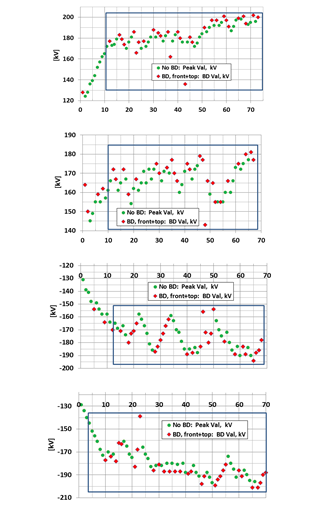 200
180
160
140
120
[kV]
0 10 20 30 40 50 60 70
No BD: Peak Val, kV
BD, front+top: BD Val, kV
190
180
170
160
150
140
[kV]
0 10 20 30 40 50 60 70
No BD: Peak Val, kV
BD, front+top: BD Val, kV
0 10 20 30 40 50 60 70
-120
-130
-140
-150
-160
-170
-180
-190
-200
[kV]
No BD: Peak Val, kV
BD, front+top: BD Val, kV
0 10 20 30 40 50 60 70
-130
-150
-170
-190
-210
[kV]
No BD: Peak Val, kV
BD, front+top: BD Val, kV